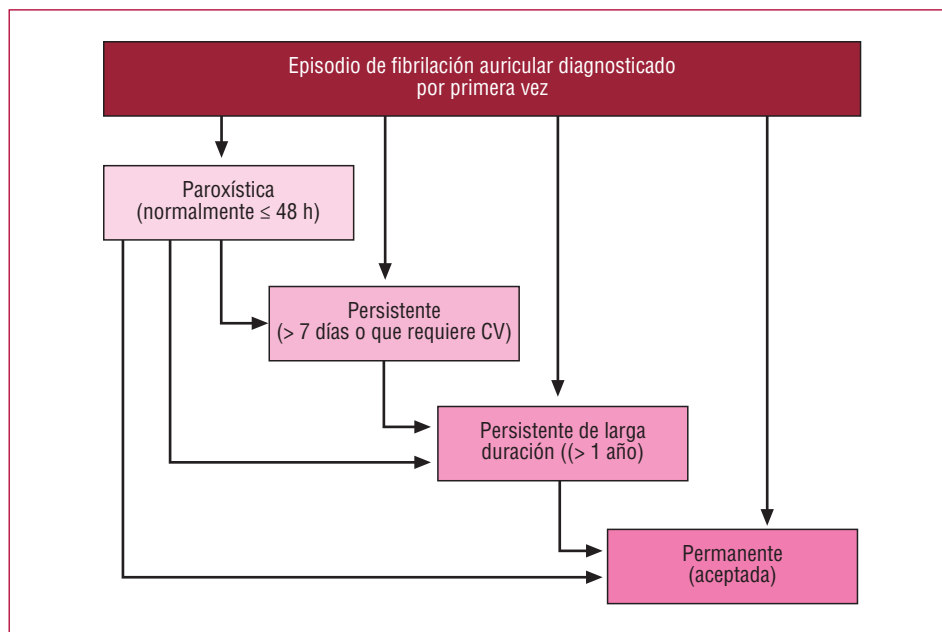 Episodio de fibrilación auricular diagnosticado
por primera vez
Paroxística
(normalmente ≤ 48 h)
Persistente
(> 7 días o que requiere CV)
Persistente de larga
duración ((> 1 año)
Permanente
(aceptada)